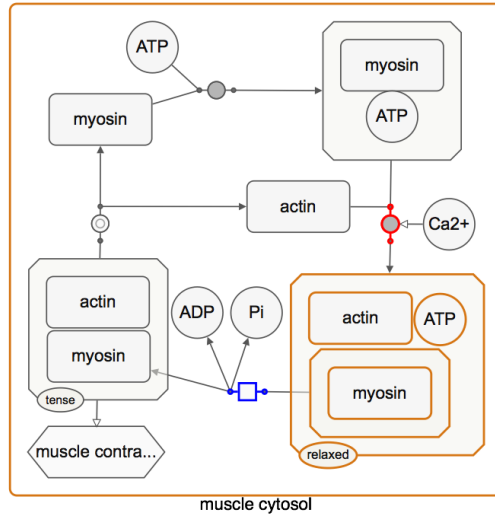 ATP
myosin
myosin
ATP
actin
Ca2+
actin
myosin
tense
ADP
Pi
actin
ATP
myosin
relaxed
muscle contra...
muscle cytosol